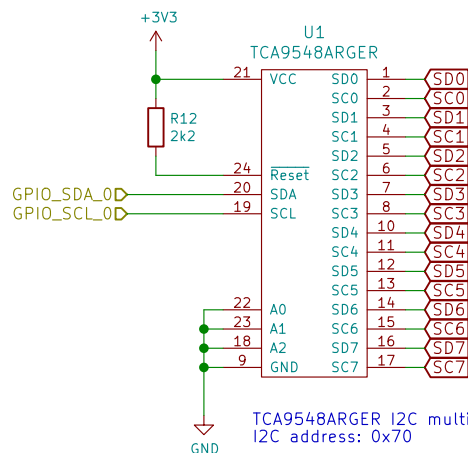 +3V3
U1
TCA9548ARGER
21 VCC SD0 1 SD0
SC0 2 SC0
R12 SD1 3 SD1
2k2 SC1 4 SC1
SD2 5 SD2
24 Reset SC2 6 SC2
GPIO_SDA_0 20 SDA SD3 7 SD3
GPIO_SCL_0 19 SCL SC3 8 SC3
SD4 10 SD4
SC4 11 SC4
SD5 12 SD5
SC5 13 SC5
22 A0 SD6 14 SD6
23 A1 SC6 15 SC6
18 A2 SD7 16 SD7
9 GND SC7 17 SC7
TCA9548ARGER I2C multi
I2C address: 0x70
GND